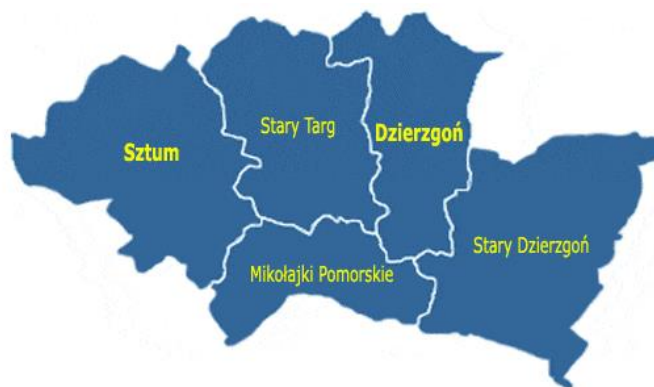 Stary Targ
Dzierzgoń
Sztum
Stary Dzierzgoń
Mikołajki Pomorskie